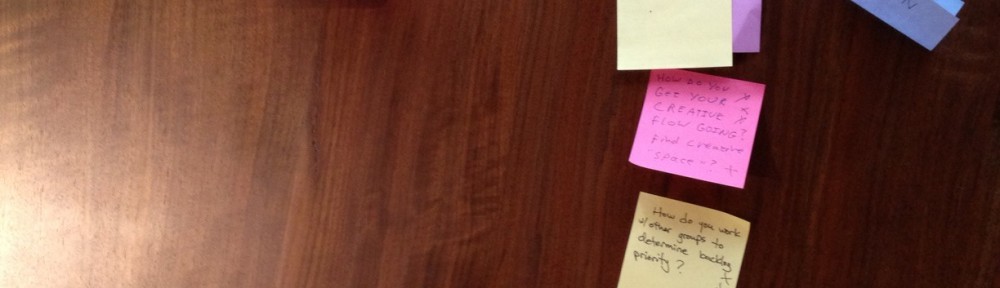 N
HOW DO YOU
GET YOUR
CREATIVE
FLOW GOING?
Find creative
space - ?
How do you work
w/other groups to
determine backlog
priority?